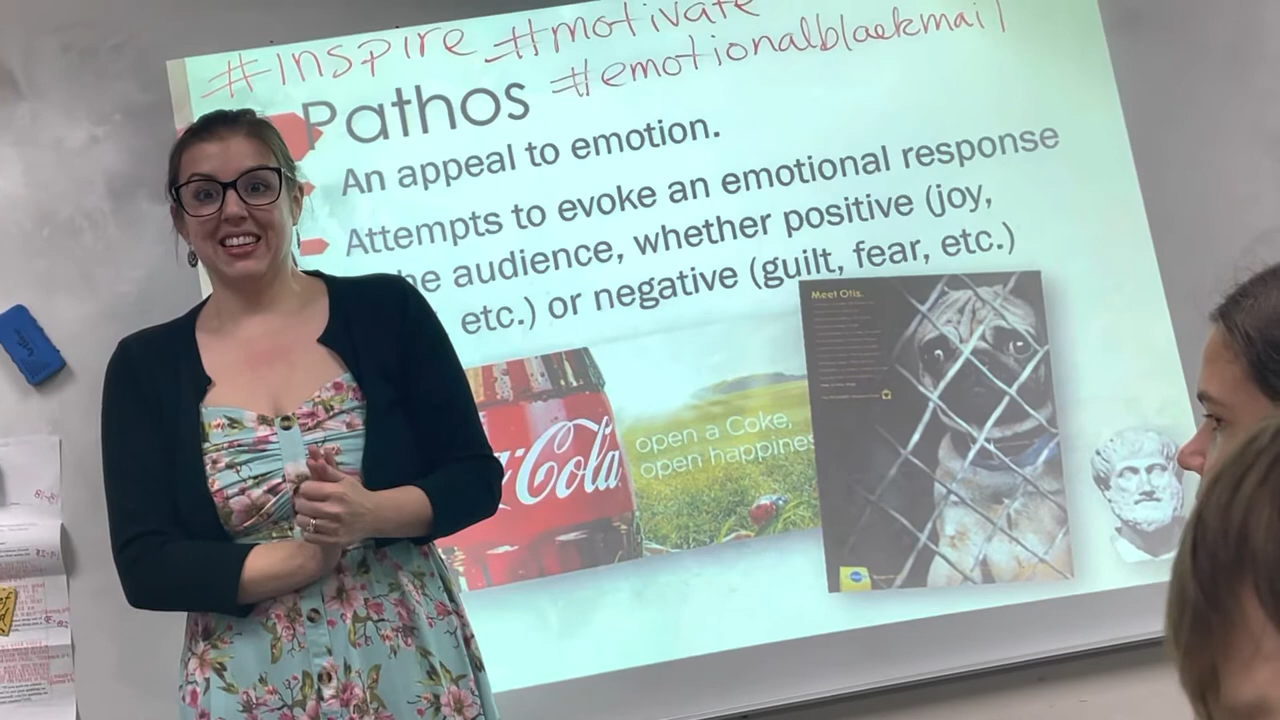 #inspire #motivate
#emotionalblackmail
Pathos
An appeal to emotion.
Attempts to evoke an emotional response
he audience, whether positive (joy,
etc.) or negative (guilt, fear, etc.)
Meet Otis.
Cola
open a Coke,
open happines